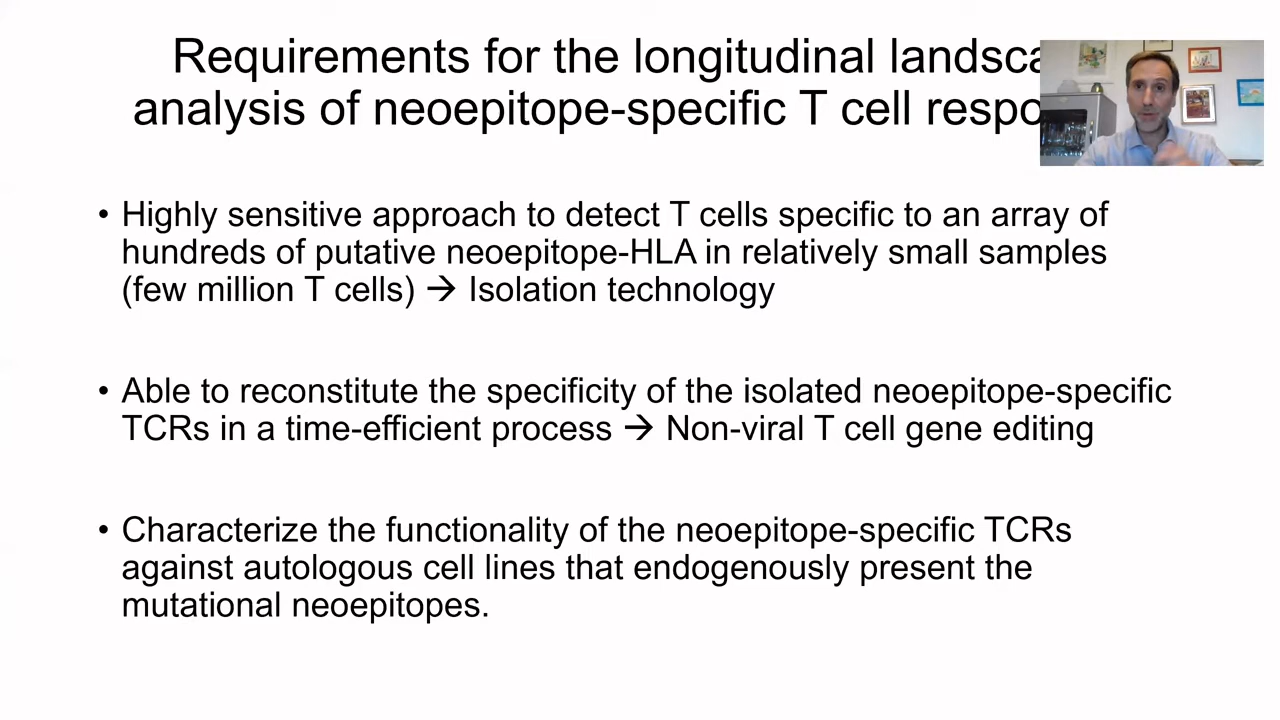 Requirements for the longitudinal
analysis of neoepitope-specific T cell
• Highly sensitive approach to detect T cells specific to an array of
hundreds of putative neoepitope-HLA in relatively small samples
(few million T cells) → Isolation technology
• Able to reconstitute the specificity of the isolated neoepitope-specific
TCRs in a time-efficient process → Non-viral T cell gene editing
• Characterize the functionality of the neoepitope-specific TCRs
against autologous cell lines that endogenously present the
mutational neoepitopes.